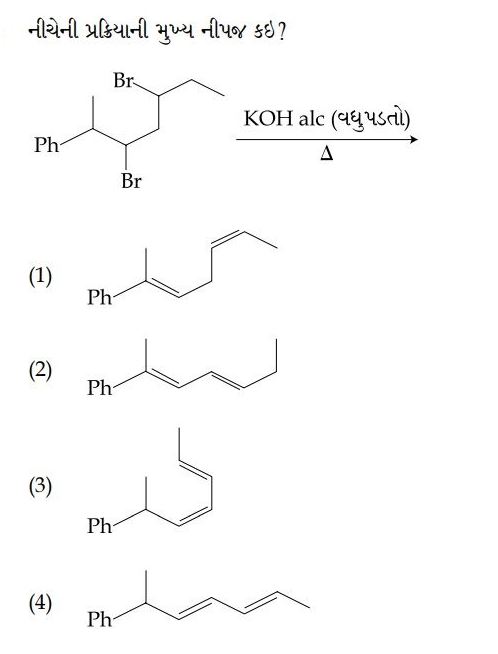 નીચેની પ્રક્રિયાની મુખ્ય નીપજ કઇ?
Br
Ph
Br
KOH alc (વધુપડતો)
Δ
(1)
Ph
(2)
Ph
(3)
Ph
(4)
Ph